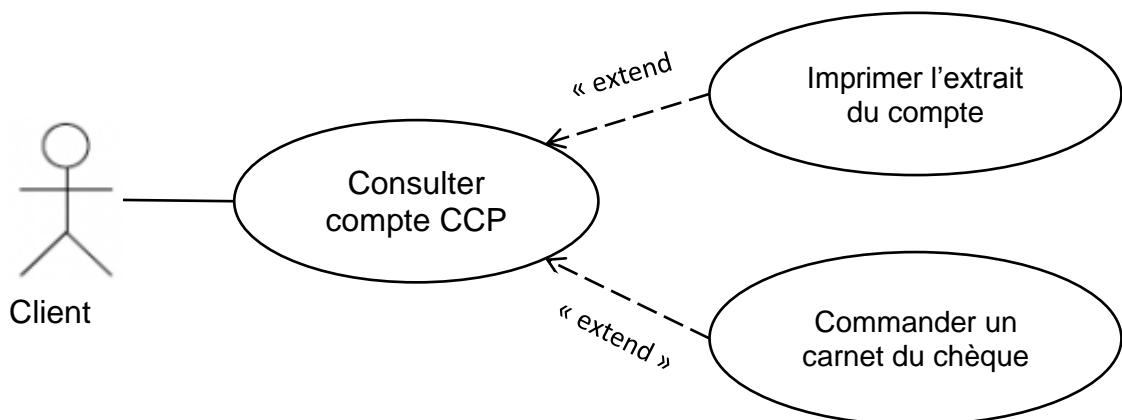 « extend
Imprimer l’extrait
du compte
Consulter
compte CCP
Client
« extend »
Commander un
carnet du chèque